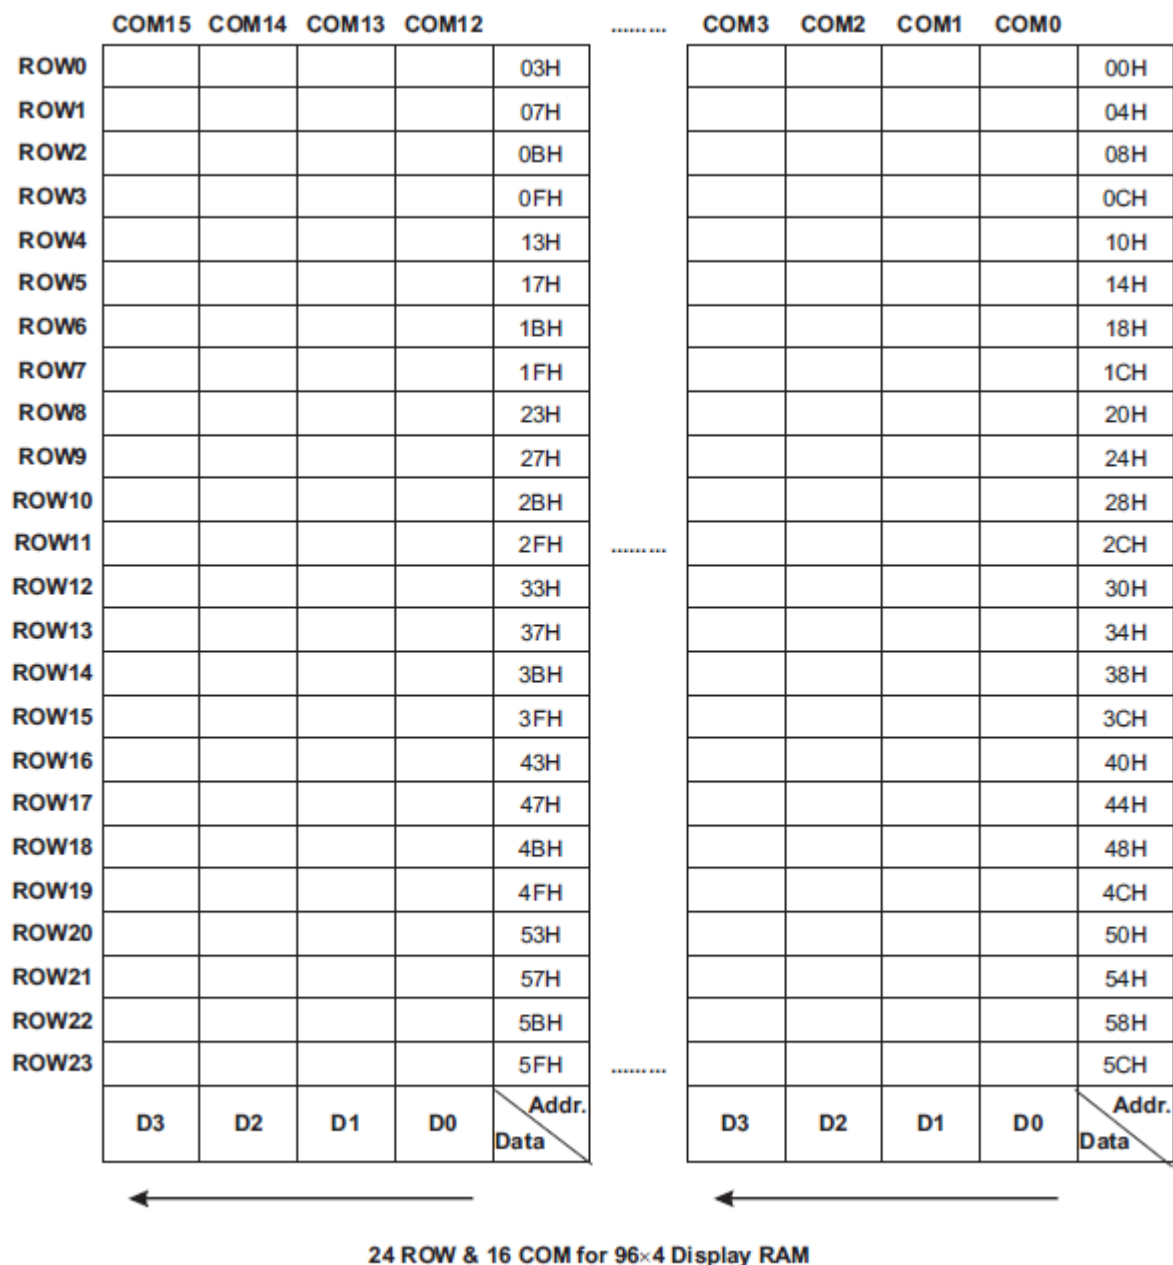 COM15 COM14 COM13 COM12 ......... COM3 COM2 COM1 COM0
ROW0 03H 00H
ROW1 07H 04H
ROW2 0BH 08H
ROW3 0FH 0CH
ROW4 13H 10H
ROW5 17H 14H
ROW6 1BH 18H
ROW7 1FH 1CH
ROW8 23H 20H
ROW9 27H 24H
ROW10 2BH 28H
ROW11 2FH ......... 2CH
ROW12 33H 30H
ROW13 37H 34H
ROW14 3BH 38H
ROW15 3FH 3CH
ROW16 43H 40H
ROW17 47H 44H
ROW18 4BH 48H
ROW19 4FH 4CH
ROW20 53H 50H
ROW21 57H 54H
ROW22 5BH 58H
ROW23 5FH ......... 5CH
D3 D2 D1 D0 Addr. Data D3 D2 D1 D0 Addr. Data
24 ROW & 16 COM for 96×4 Display RAM